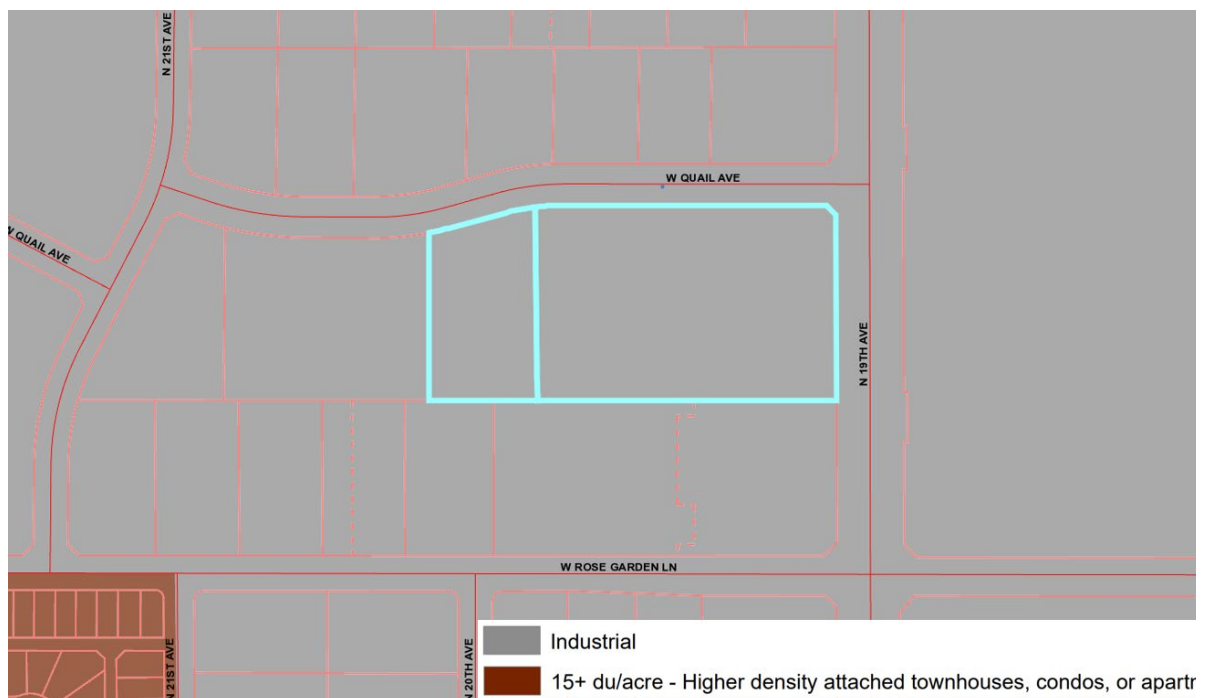 N 21ST AVE
W QUAIL AVE
W QUAIL AVE
N 19TH AVE
W ROSE GARDEN LN
N 21ST AVE
N 20TH AVE
Industrial
15+ du/acre - Higher density attached townhouses, condos, or apartr